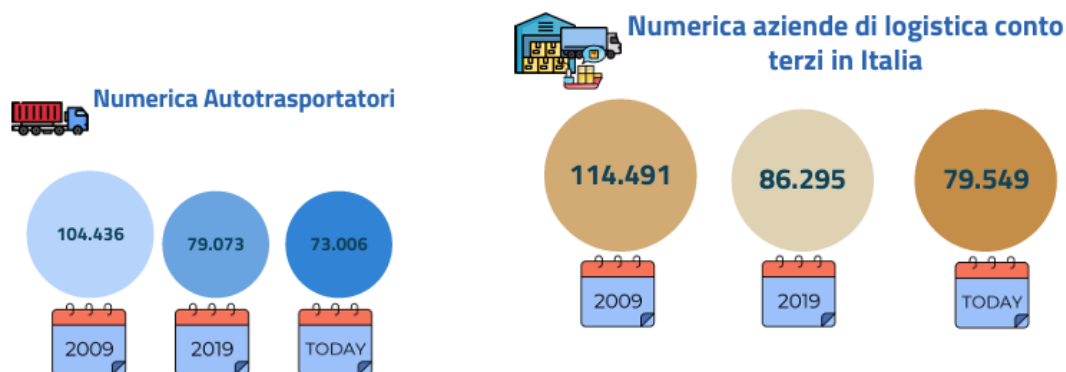 Numerica Autotrasportatori
104.436
79.073
73.006
2009
2019
TODAY
Numerica aziende di logistica conto
terzi in Italia
114.491
86.295
79.549
2009
2019
TODAY